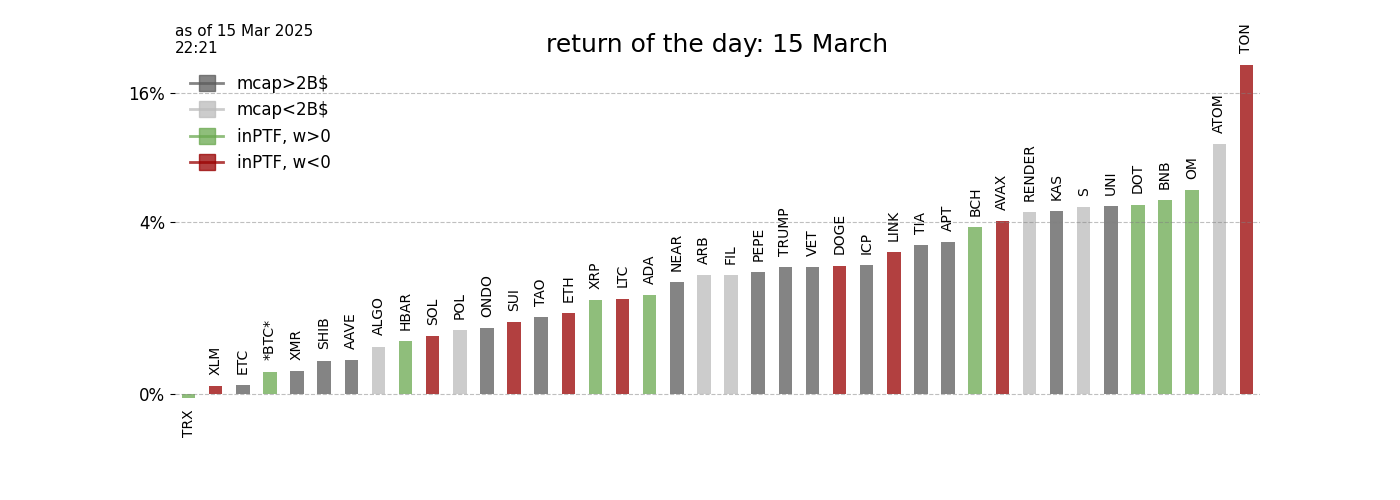 as of 15 Mar 2025
22:21
return of the day: 15 March
mcap>2B$
mcap<2B$
inPTF, w>0
inPTF, w<0
16%
4%
0%
TRX
XLM
ETC
*BTC*
XMR
SHIB
AAVE
ALGO
HBAR
SOL
POL
ONDO
SUI
TAO
ETH
XRP
LTC
ADA
NEAR
ARB
FIL
PEPE
TRUMP
VET
DOGE
ICP
LINK
TIA
APT
BCH
AVAX
RENDER
KAS
S
UNI
DOT
BNB
OM
ATOM
TON